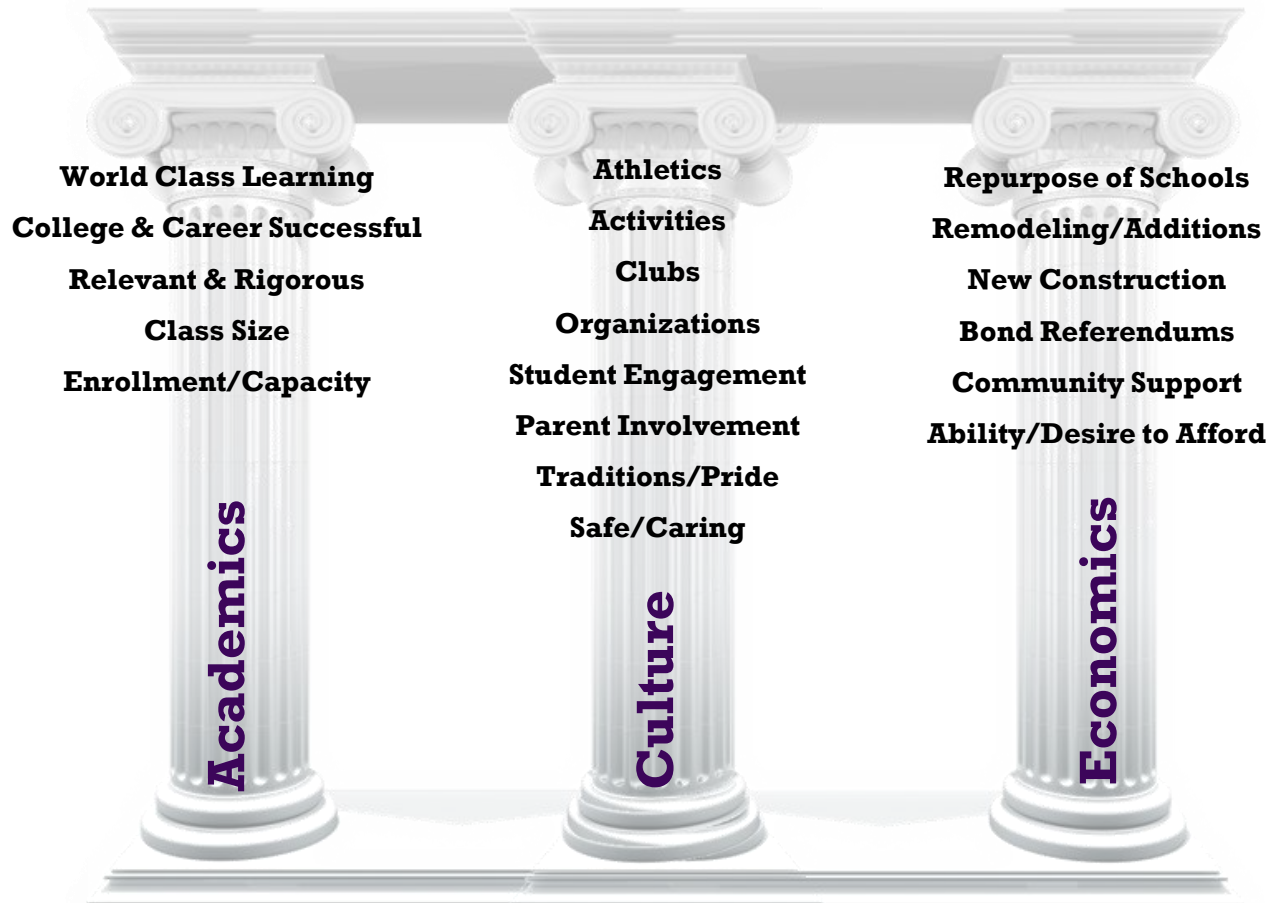 World Class Learning
College & Career Successful
Relevant & Rigorous
Class Size
Enrollment/Capacity
Academics
Athletics
Activities
Clubs
Organizations
Student Engagement
Parent Involvement
Traditions/Pride
Safe/Caring
Culture
Repurpose of Schools
Remodeling/Additions
New Construction
Bond Referendums
Community Support
Ability/Desire to Afford
Economics